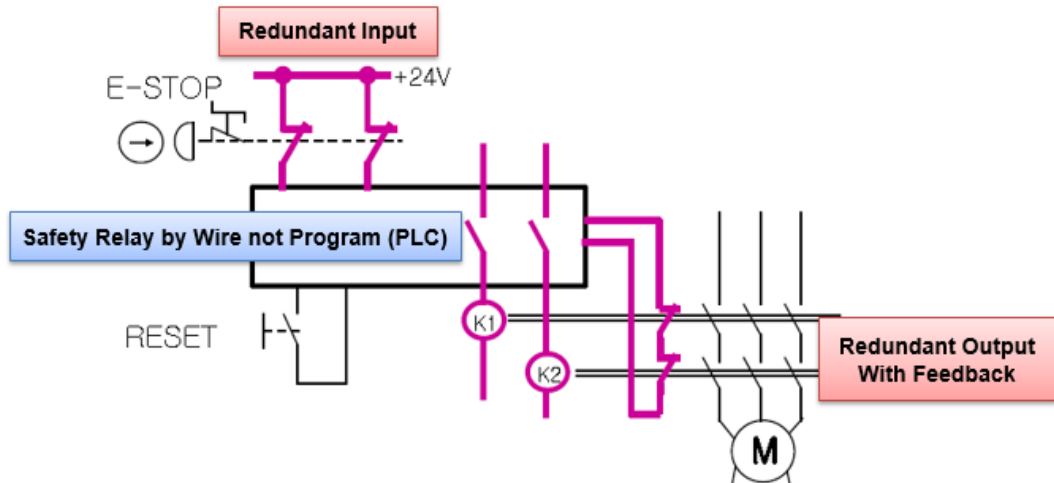 Redundant Input
+24V
E-STOP
Safety Relay by Wire not Program (PLC)
K1
RESET
K2
Redundant Output
With Feedback
M